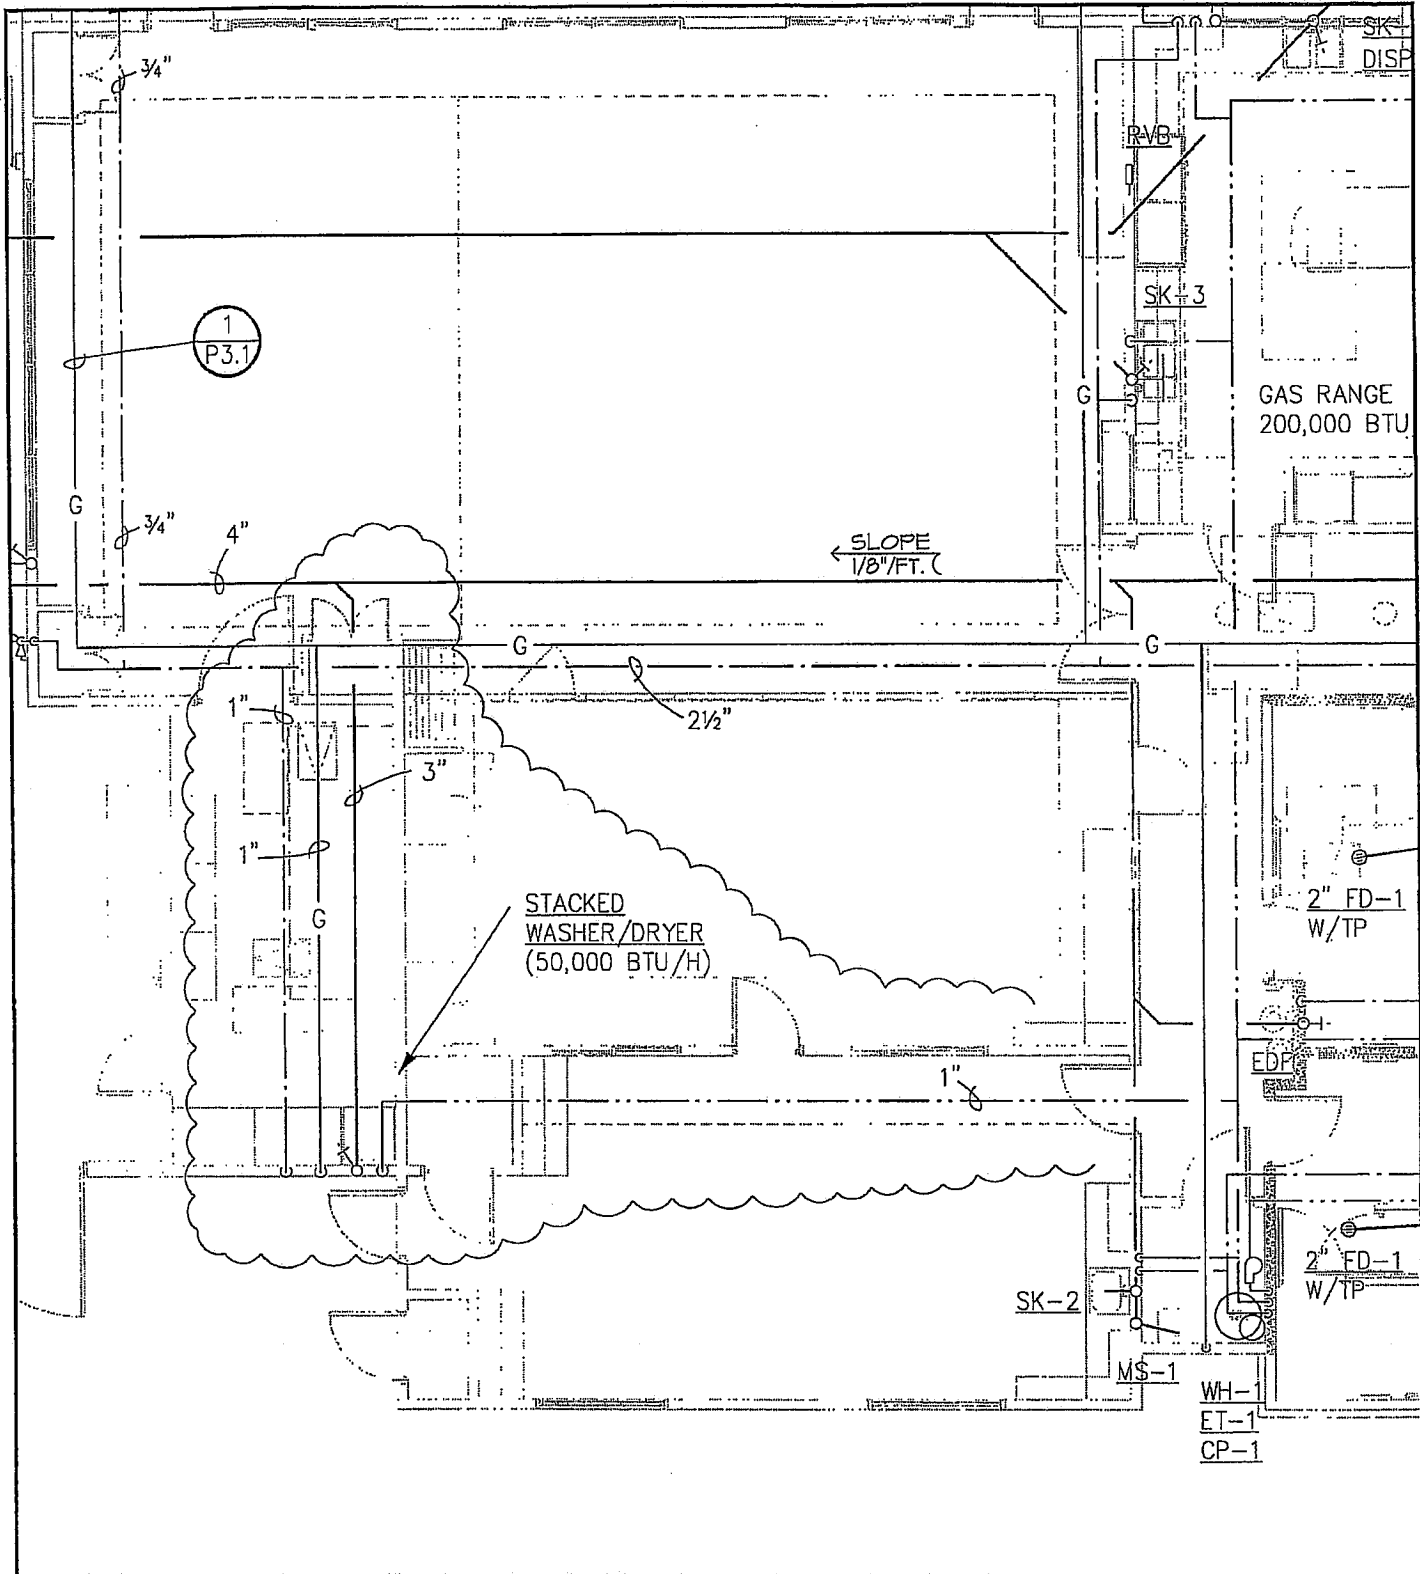 SK-
DISP
3/4"
R-VB
SK-3
1
P3.1
G
GAS RANGE
200,000 BTU
G
3/4"
4"
SLOPE
1/8"/FT.
G
G
1"
2½"
3"
1"
2" FD-1
W/TP
G
STACKED
WASHER/DRYER
(50,000 BTU/H)
EDF
1"
2" FD-1
W/TP
SK-2
MS-1
WH-1
ET-1
CP-1